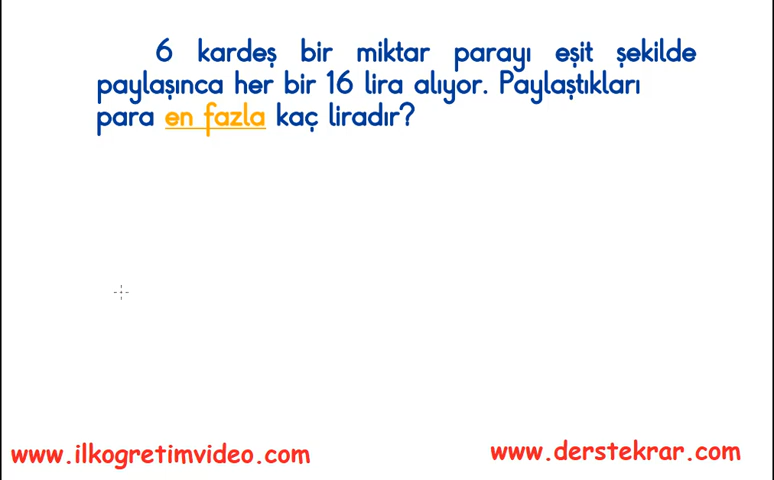 6 kardeş bir miktar parayı eşit şekilde
paylaşınca her bir 16 lira alıyor. Paylaştıkları
para en fazla kaç liradır?
www.ilkogretimvideo.com
www.derstekrar.com